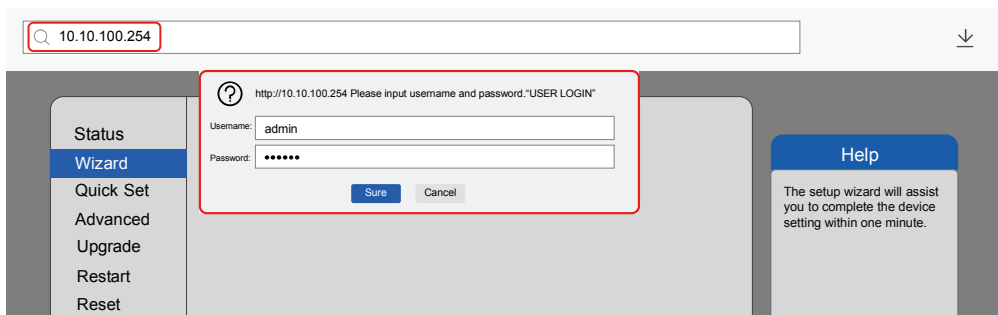 10.10.100.254
http://10.10.100.254 Please input username and password.“USER LOGIN”
Username: admin
Password: ••••••
Sure Cancel
Status
Wizard
Quick Set
Advanced
Upgrade
Restart
Reset
Help
The setup wizard will assist
you to complete the device
setting within one minute.